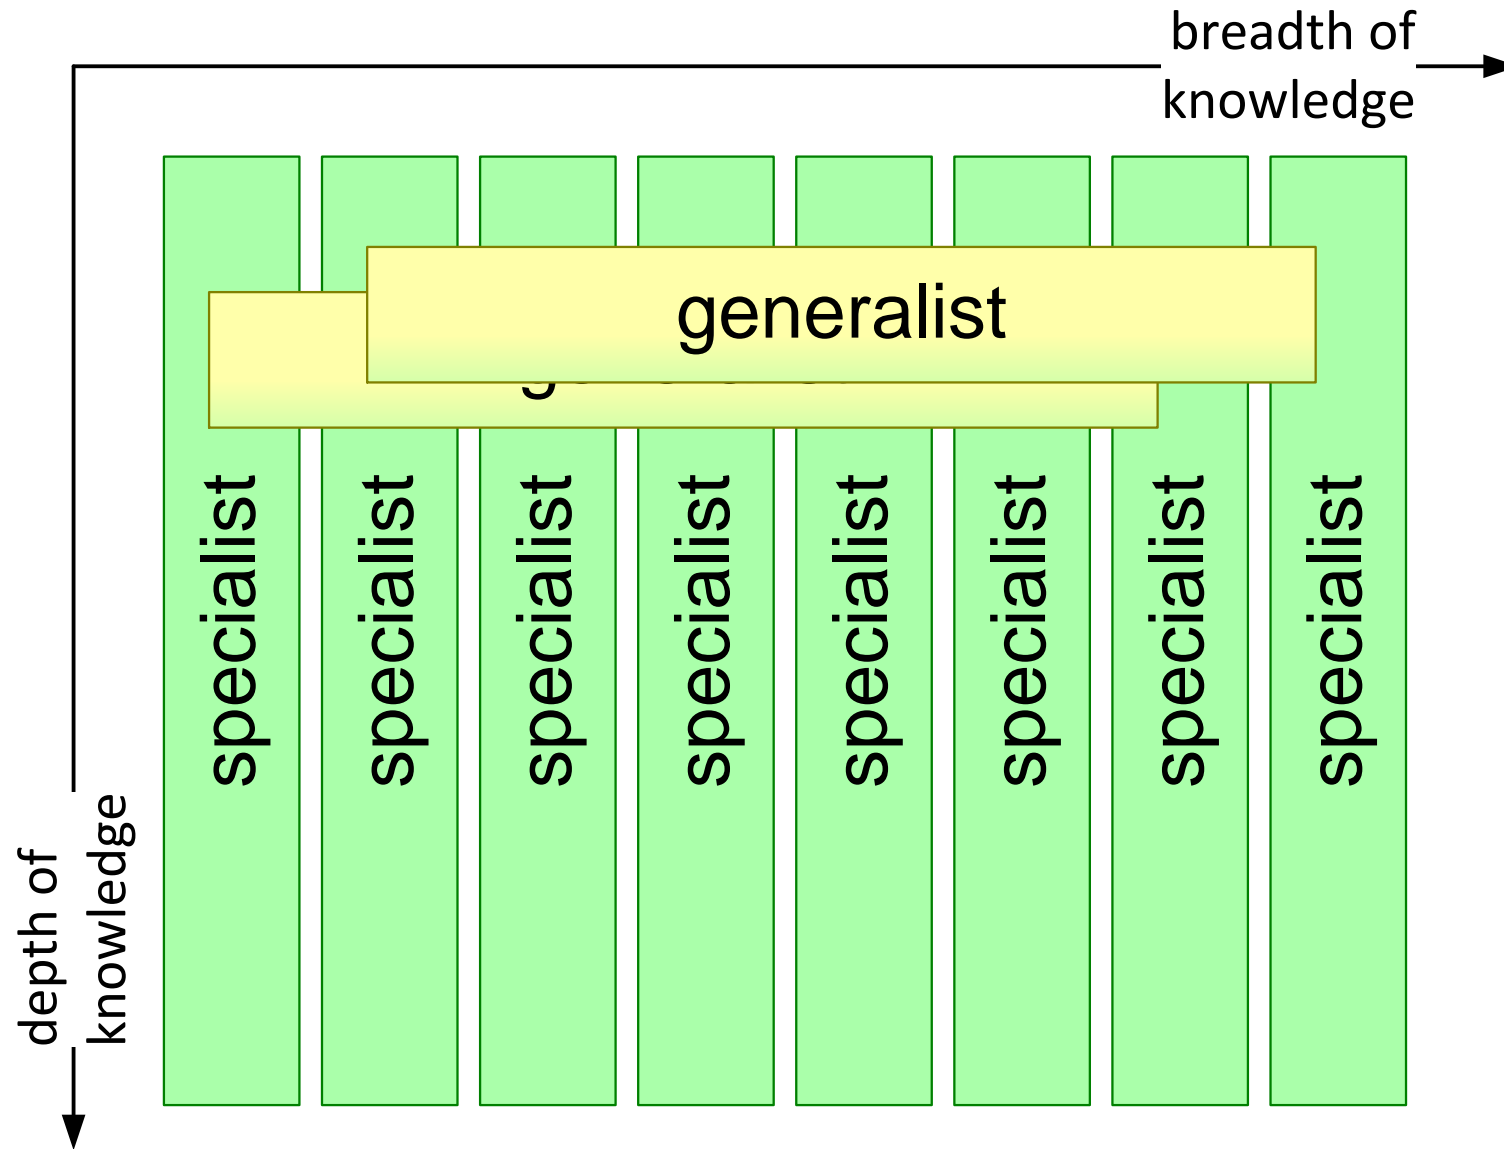 breadth of
knowledge
generalist
specialist
specialist
specialist
specialist
specialist
specialist
specialist
specialist
depth of
knowledge